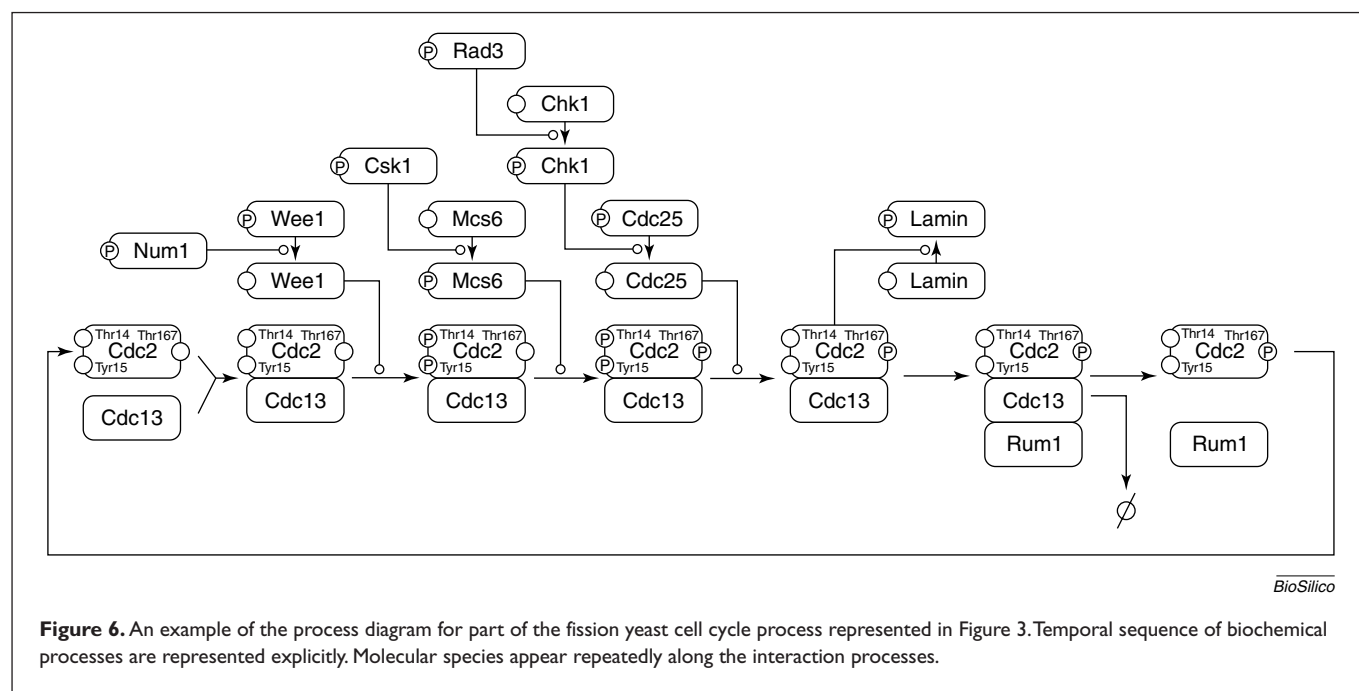 P Rad3
Chk1
P Csk1
P Chk1
P Wee1
Mcs6
P Cdc25
P Lamin
P Num1
Wee1
P Mcs6
Cdc25
Lamin
Thr14 Thr167
Cdc2
Tyr15
Cdc13
Thr14 Thr167
Cdc2
Tyr15
Cdc13
P Thr14 Thr167
Cdc2
P Tyr15
Cdc13
P Thr14 Thr167
Cdc2 P
P Tyr15
Cdc13
Thr14 Thr167
Cdc2 P
Tyr15
Cdc13
Thr14 Thr167
Cdc2 P
Tyr15
Cdc13
Rum1
Thr14 Thr167
Cdc2 P
Tyr15
Rum1
∅
BioSilico
Figure 6. An example of the process diagram for part of the fission yeast cell cycle process represented in Figure 3. Temporal sequence of biochemical
processes are represented explicitly. Molecular species appear repeatedly along the interaction processes.